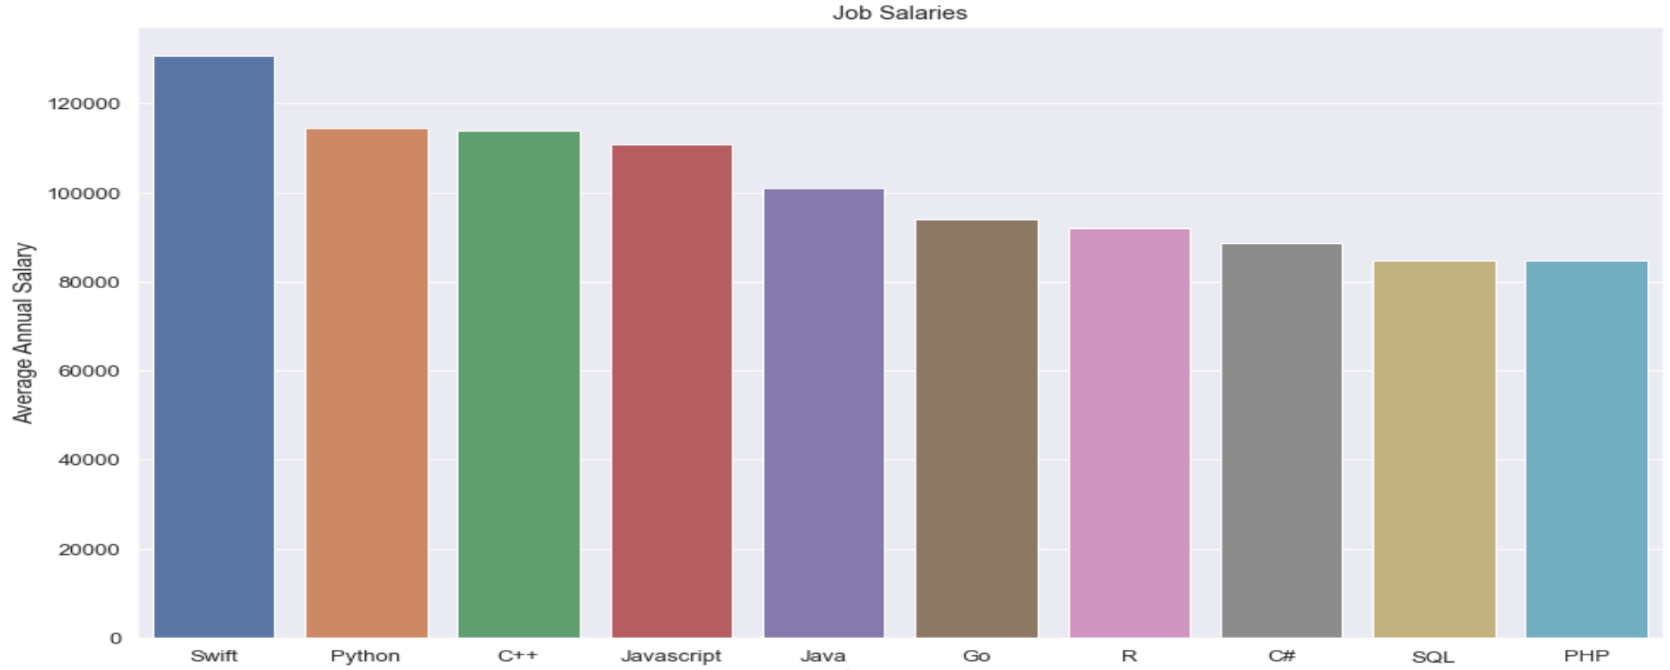 Job Salaries
Average Annual Salary
120000
100000
80000
60000
40000
20000
0
Swift Python C++ Javascript Java Go R C# SQL PHP